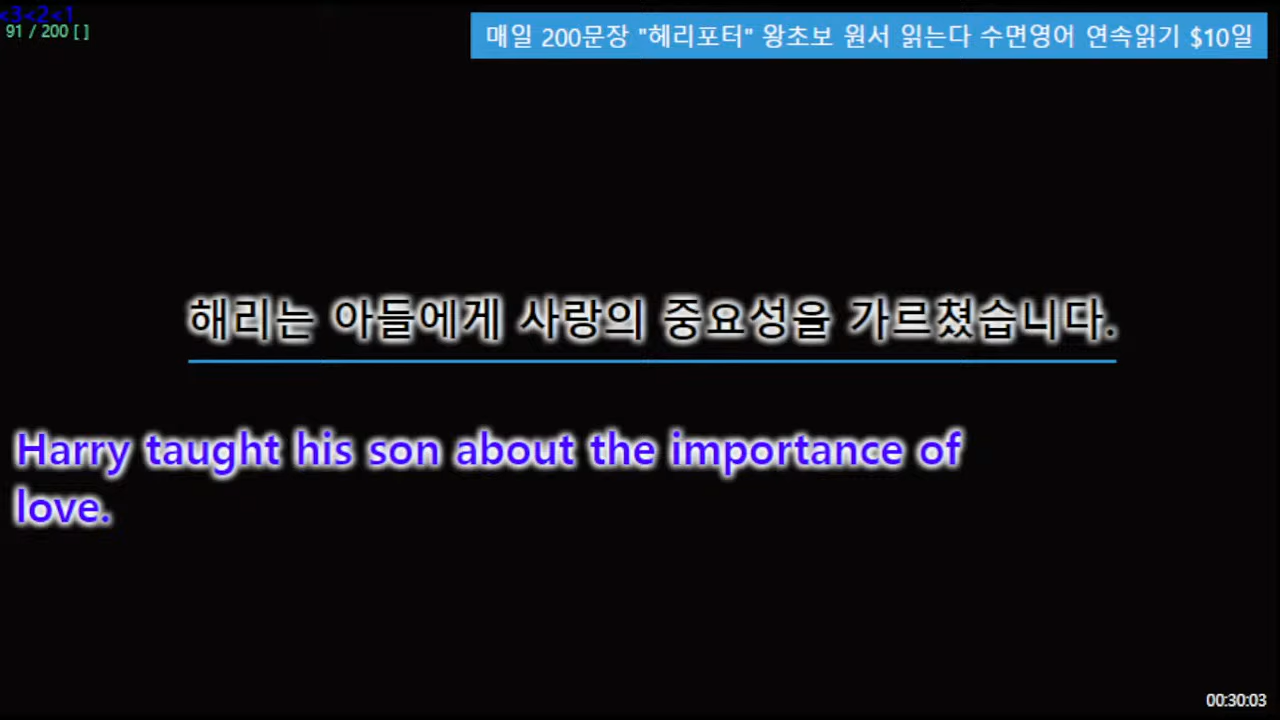 <3<2<1
91 / 200 [ ]
매일 200문장 "헤리포터" 왕초보 원서 읽는다 수면영어 연속읽기 $10일
해리는 아들에게 사랑의 중요성을 가르쳤습니다.
Harry taught his son about the importance of
love.
00:30:03